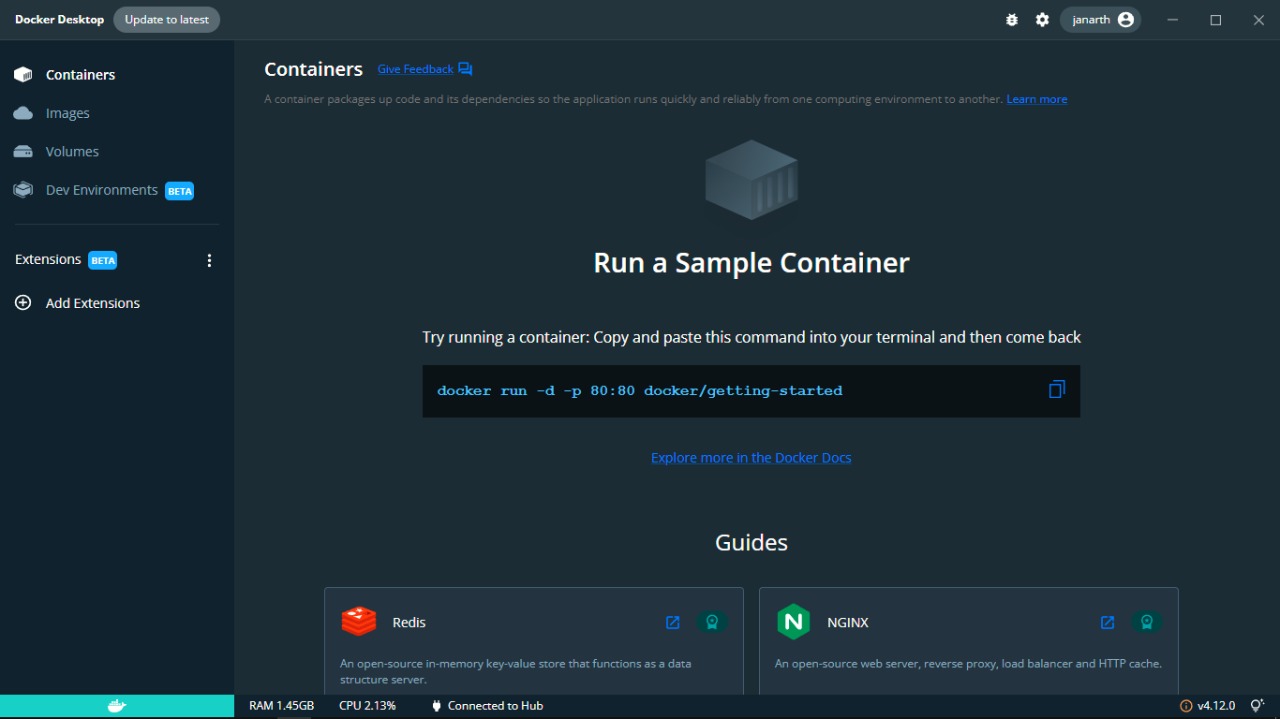 Docker Desktop Update to latest janarth
Containers
Images
Volumes
Dev Environments BETA
Extensions BETA
Add Extensions
Containers Give Feedback
A container packages up code and its dependencies so the application runs quickly and reliably from one computing environment to another. Learn more
Run a Sample Container
Try running a container: Copy and paste this command into your terminal and then come back
docker run -d -p 80:80 docker/getting-started
Explore more in the Docker Docs
Guides
Redis
An open-source in-memory key-value store that functions as a data
structure server.
NGINX
An open-source web server, reverse proxy, load balancer and HTTP cache.
RAM 1.45GB CPU 2.13% Connected to Hub v4.12.0